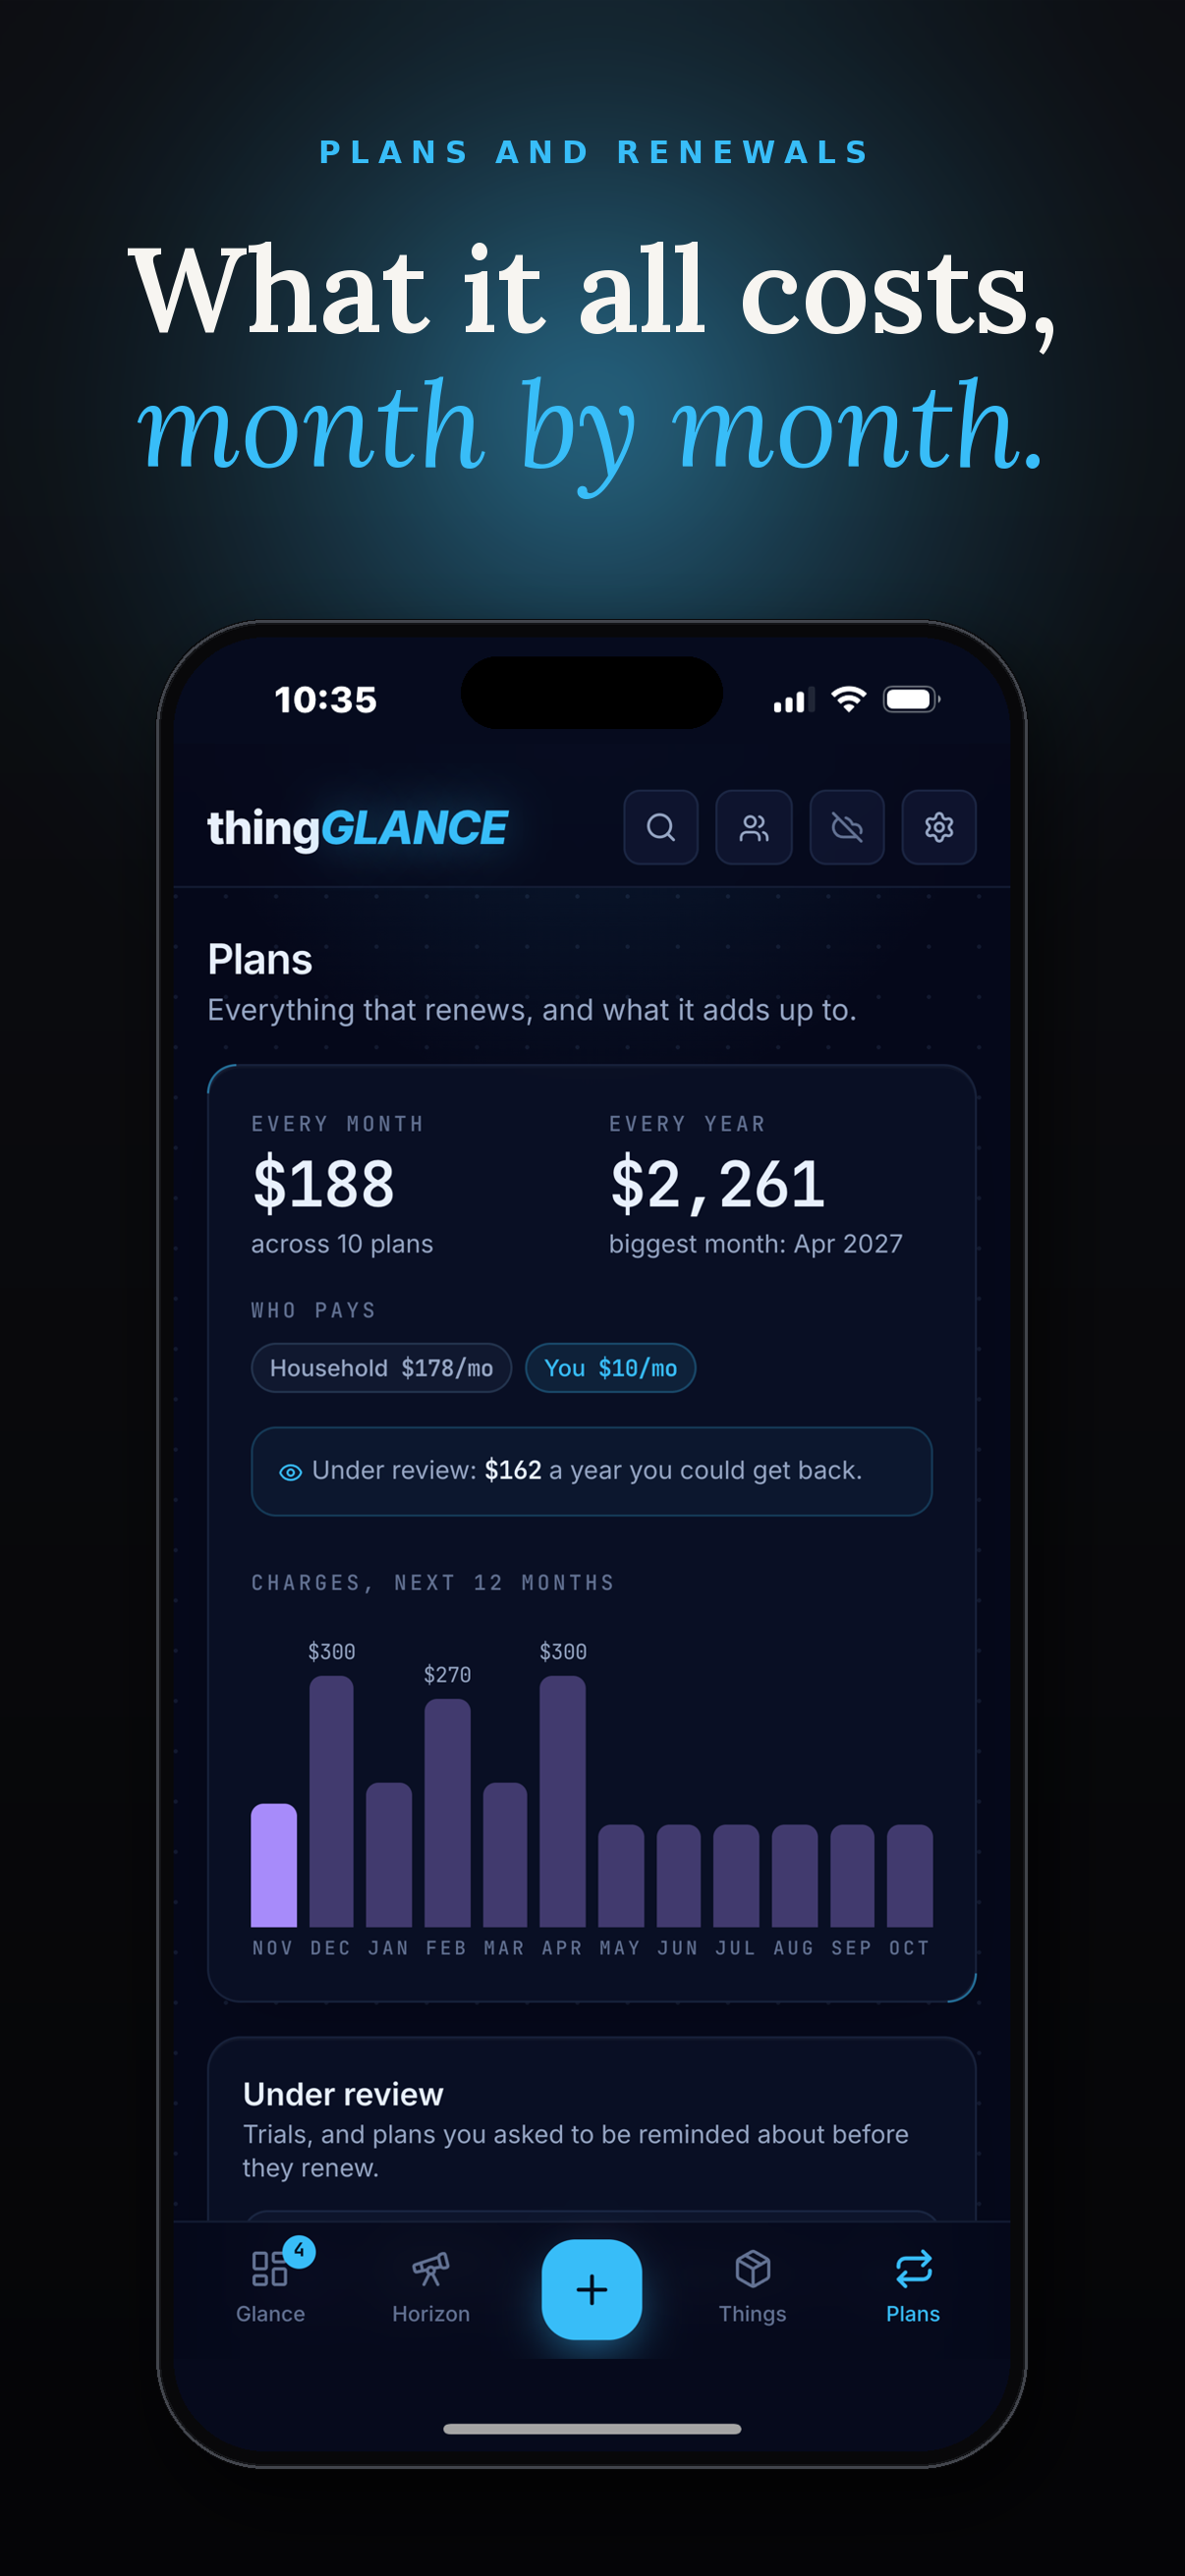 PLANS AND RENEWALS
What it all costs,
month by month.
10:35
thingGLANCE
Plans
Everything that renews, and what it adds up to.
EVERY MONTH EVERY YEAR
$188 $2,261
across 10 plans biggest month: Apr 2027
WHO PAYS
Household $178/mo You $10/mo
Under review: $162 a year you could get back.
CHARGES, NEXT 12 MONTHS
$300 $270 $300
NOV DEC JAN FEB MAR APR MAY JUN JUL AUG SEP OCT
Under review
Trials, and plans you asked to be reminded about before
they renew.
4
Glance Horizon Things Plans